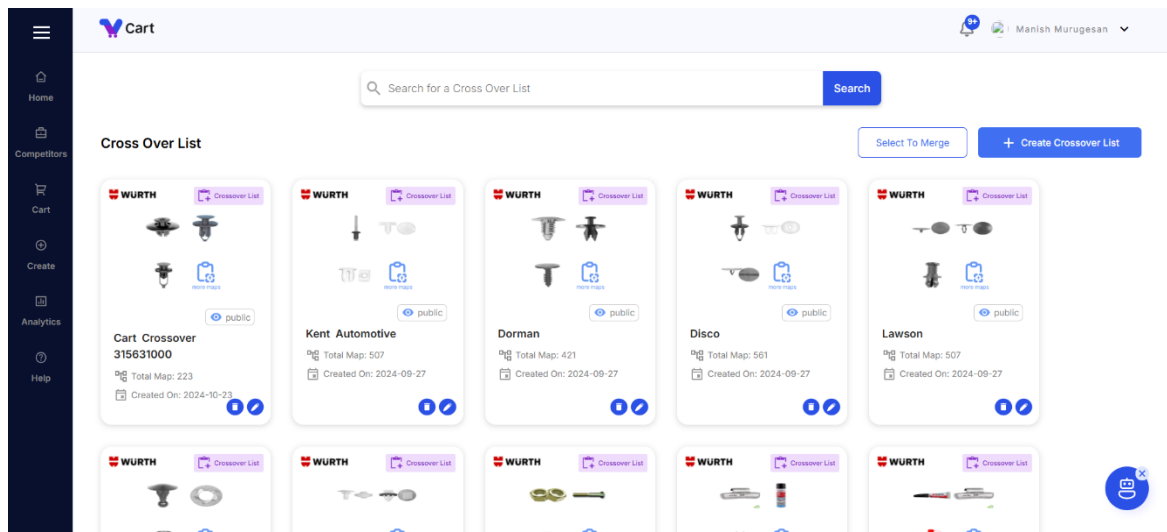 Cart
9+
Manish Murugesan
Home
Competitors
Cart
Create
Analytics
Help
Search for a Cross Over List
Search
Cross Over List
Select To Merge
+ Create Crossover List
WÜRTH Crossover List
more maps
public
Cart Crossover
315631000
Total Map: 223
Created On: 2024-10-23
WÜRTH Crossover List
more maps
public
Kent Automotive
Total Map: 507
Created On: 2024-09-27
WÜRTH Crossover List
more maps
public
Dorman
Total Map: 421
Created On: 2024-09-27
WÜRTH Crossover List
more maps
public
Disco
Total Map: 561
Created On: 2024-09-27
WÜRTH Crossover List
more maps
public
Lawson
Total Map: 507
Created On: 2024-09-27
WÜRTH Crossover List
WÜRTH Crossover List
WÜRTH Crossover List
WÜRTH Crossover List
WÜRTH Crossover List